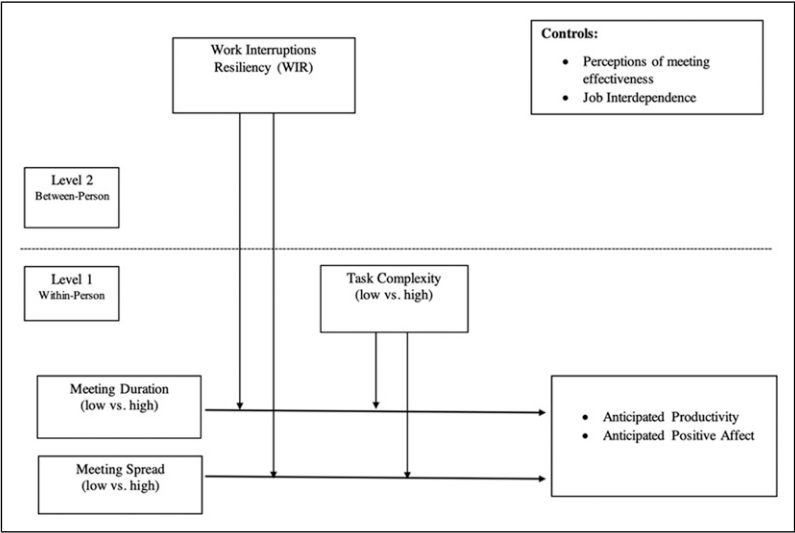 Work Interruptions
Resiliency (WIR)
Controls:
• Perceptions of meeting
effectiveness
• Job Interdependence
Level 2
Between-Person
Level 1
Within-Person
Task Complexity
(low vs. high)
Meeting Duration
(low vs. high)
• Anticipated Productivity
• Anticipated Positive Affect
Meeting Spread
(low vs. high)